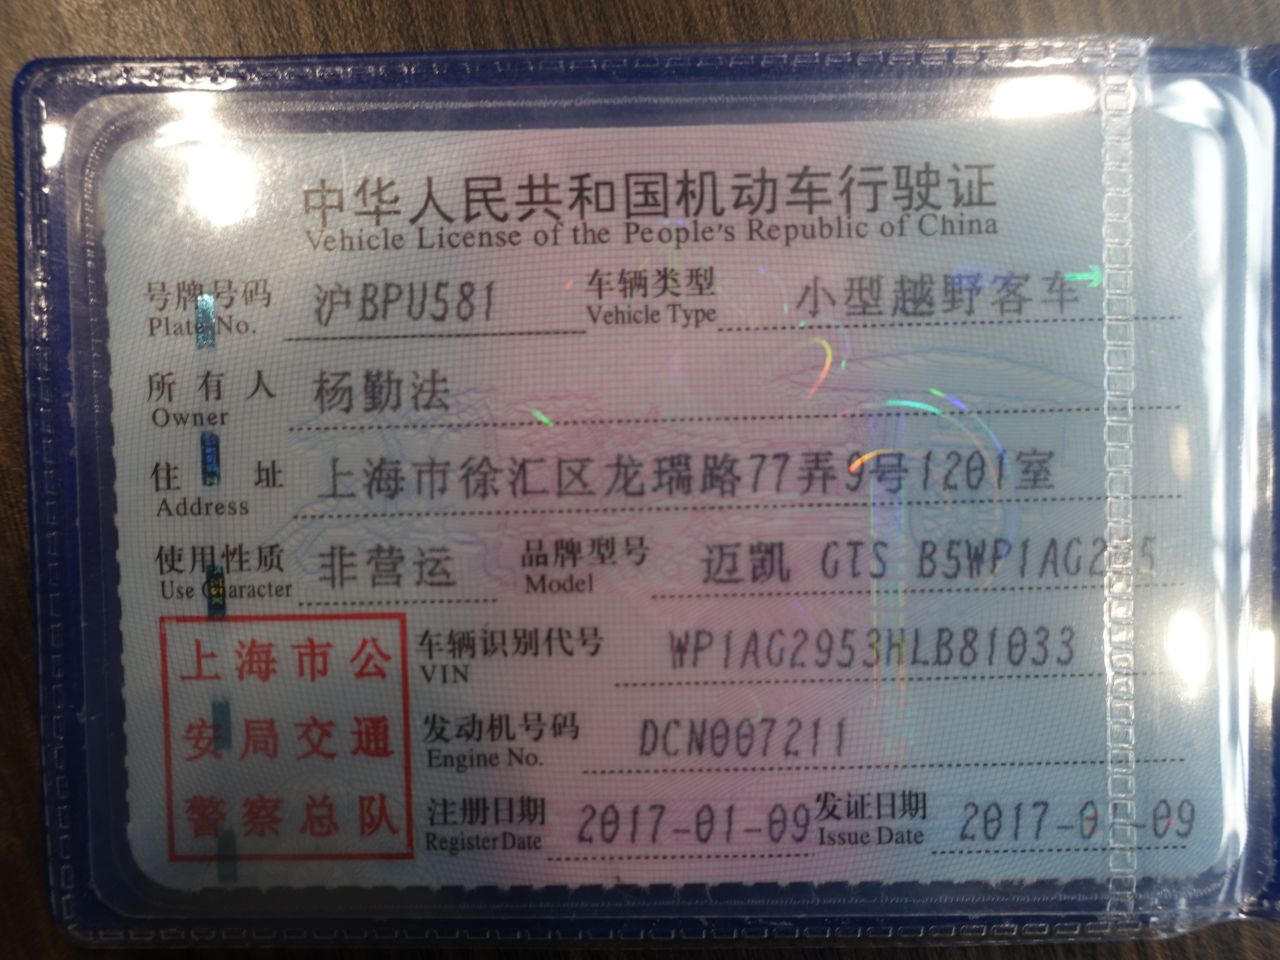 中华人民共和国机动车行驶证
Vehicle License of the People's Republic of China
号牌号码 沪BPU581 车辆类型 小型越野客车
Plate No. Vehicle Type
所有人 杨勤法
Owner
住址 上海市徐汇区龙瑞路77弄9号1201室
Address
使用性质 非营运 品牌型号 迈凯 GTS
Use Character Model
上海市公 车辆识别代号 WP1AG2953HLB81033
VIN
安局交通 发动机号码 DCN007211
Engine No.
警察总队 注册日期 2017-01-09 发证日期
Register Date Issue Date